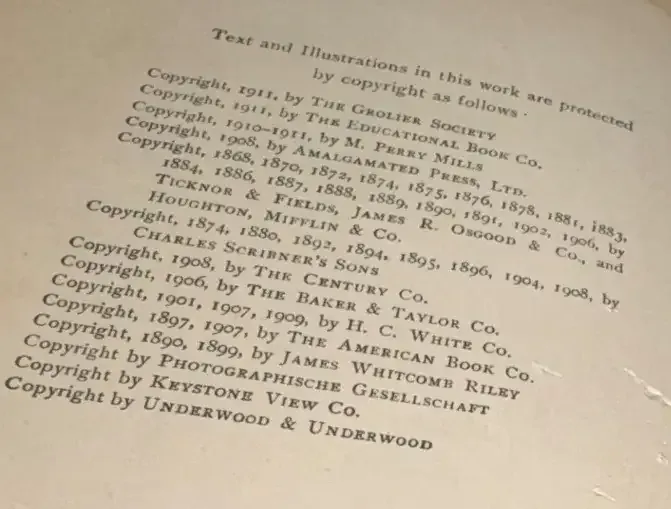 Text and Illustrations in this work are protected
by copyright as follows.
Copyright, 1911, by THE GROLIER SOCIETY
Copyright, 1911, by THE EDUCATIONAL BOOK CO.
Copyright, 1910-1911, by M. PERRY MILLS
Copyright, 1908, by AMALGAMATED PRESS, LTD.
Copyright, 1868, 1870, 1872, 1874, 1875, 1876, 1878, 1881, 1883,
1884, 1886, 1887, 1888, 1889, 1890, 1891, 1902, 1906, by
TICKNOR & FIELDS, JAMES R. OSGOOD & CO., and
HOUGHTON, MIFFLIN & CO.
Copyright, 1874, 1880, 1892, 1894, 1895, 1896, 1904, 1908, by
CHARLES SCRIBNER'S SONS
Copyright, 1908, by THE CENTURY CO.
Copyright, 1906, by THE BAKER & TAYLOR CO.
Copyright, 1901, 1907, 1909, by H. C. WHITE CO.
Copyright, 1897, 1907, by THE AMERICAN BOOK CO.
Copyright, 1890, 1899, by JAMES WHITCOMB RILEY
Copyright by PHOTOGRAPHISCHE GESELLSCHAFT
Copyright by KEYSTONE VIEW CO.
Copyright by UNDERWOOD & UNDERWOOD